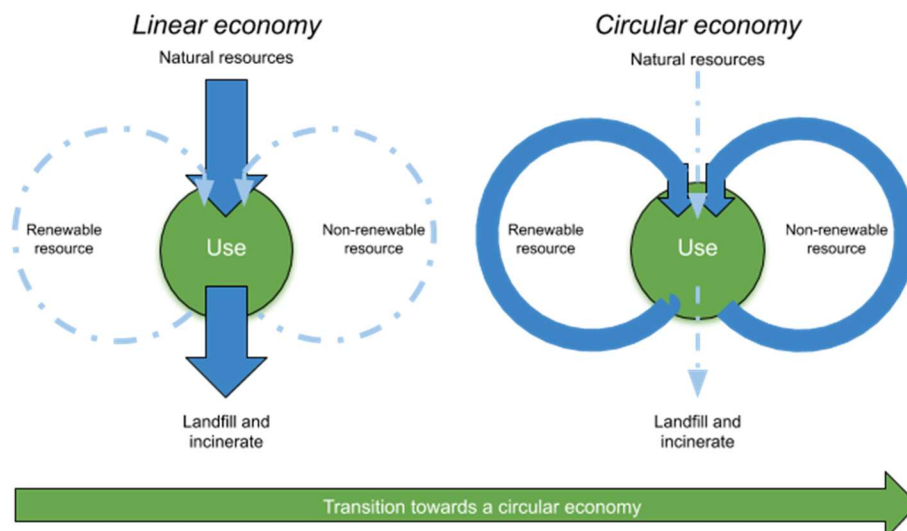 Linear economy
Natural resources
Renewable
resource
Use
Non-renewable
resource
Landfill and
incinerate
Circular economy
Natural resources
Renewable
resource
Use
Non-renewable
resource
Landfill and
incinerate
Transition towards a circular economy